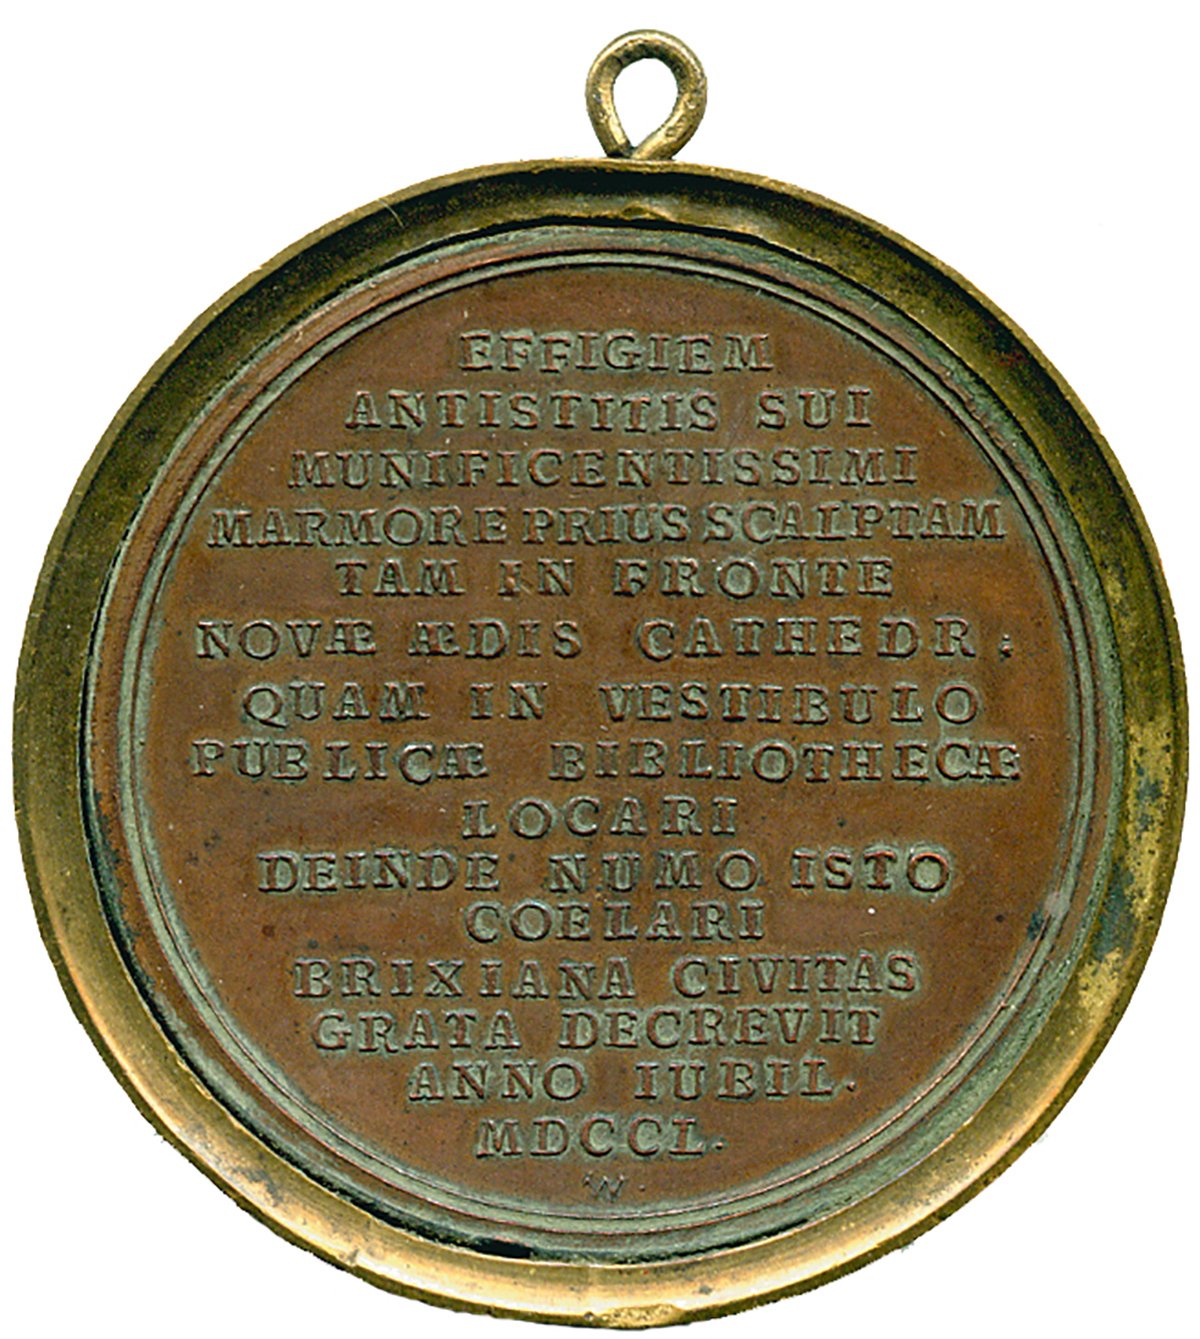 EFFIGIEM
ANTISTITIS SUI
MUNIFICENTISSIMI
MARMORE PRIUS SCALPTAM
TAM IN FRONTE
NOVÆ ÆDIS CATHEDR :
QUAM IN VESTIBULO
PUBLICÆ BIBLIOTHECÆ
LOCARI
DEINDE NUMO ISTO
COELARI
BRIXIANA CIVITAS
GRATA DECREVIT
ANNO IUBIL .
MDCCL .
W .